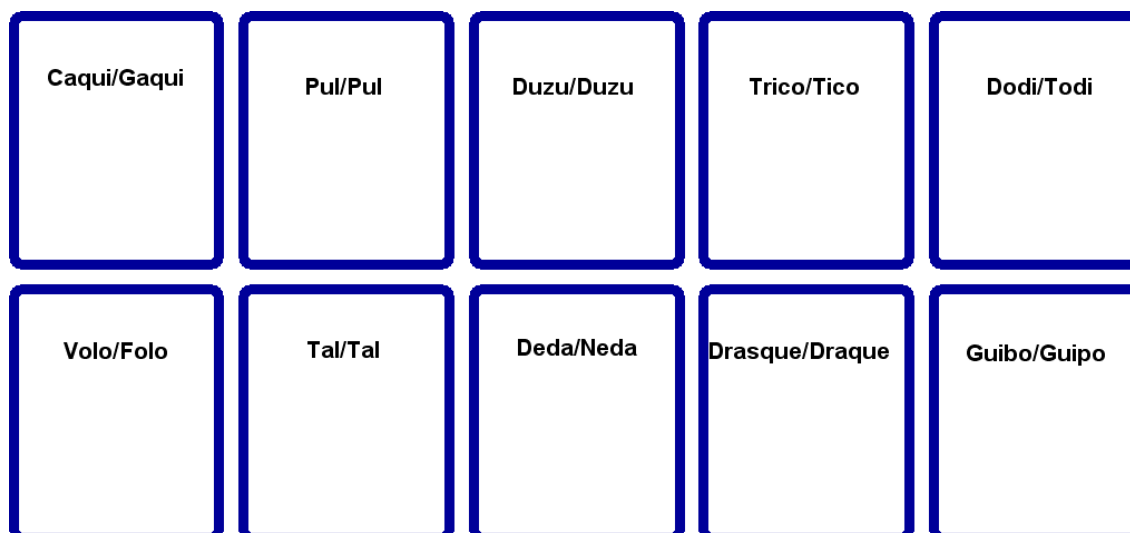 Caqui/Gaqui
Pul/Pul
Duzu/Duzu
Trico/Tico
Dodi/Todi
Volo/Folo
Tal/Tal
Deda/Neda
Drasque/Draque
Guibo/Guipo